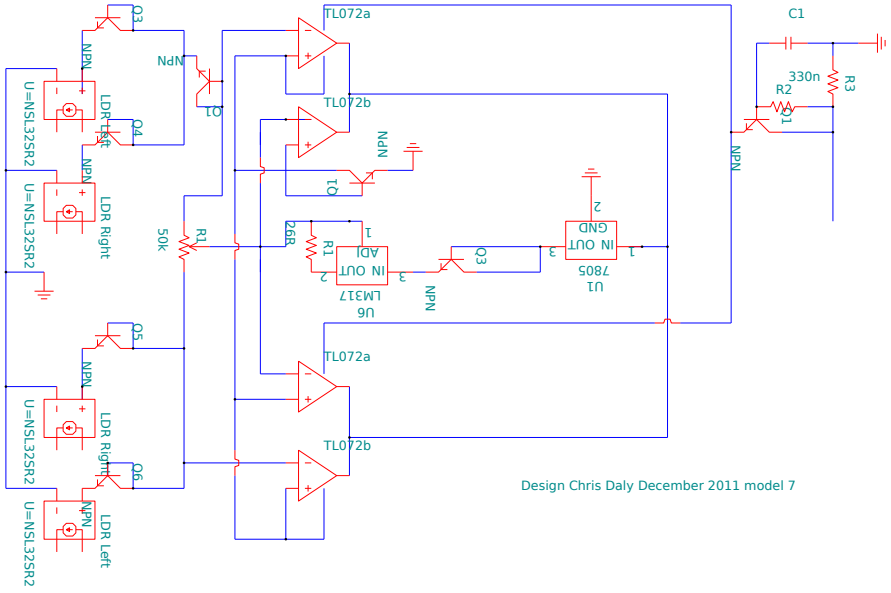 TL072a
C1
Q3
NPN
NPN
Q1
330n
R3
R2
Q1
NPN
U=NSL32SR2
LDR Left
TL072b
Q4
NPN
U=NSL32SR2
LDR Right
NPN
Q1
50k
R1
26R
R1
1
ADJ
IN OUT
2
3
LM317
U6
Q3
NPN
2
GND
IN OUT
3
1
7805
U1
Q5
NPN
U=NSL32SR2
LDR Right
TL072a
TL072b
Q6
NPN
U=NSL32SR2
LDR Left
Design Chris Daly December 2011 model 7